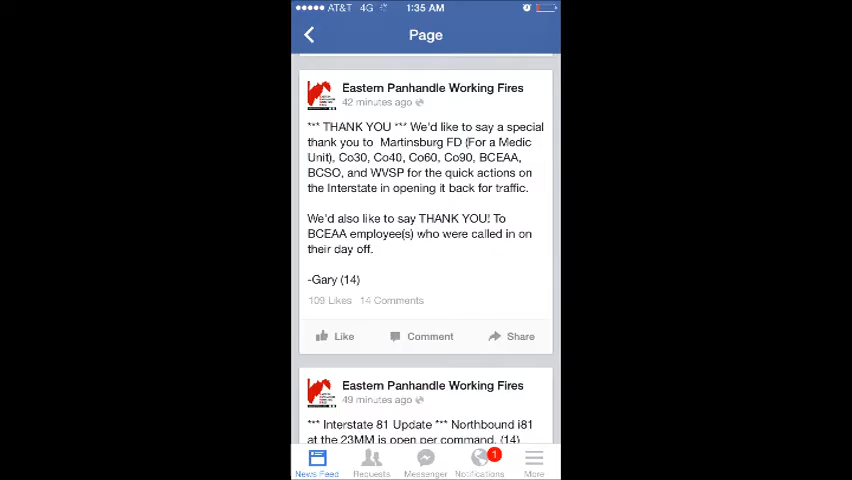 AT&T 4G 1:35 AM
Page
Eastern Panhandle Working Fires
42 minutes ago
*** THANK YOU *** We'd like to say a special
thank you to Martinsburg FD (For a Medic
Unit), Co30, Co40, Co60, Co90, BCEAA,
BCSO, and WVSP for the quick actions on
the Interstate in opening it back for traffic.
We'd also like to say THANK YOU! To
BCEAA employee(s) who were called in on
their day off.
-Gary (14)
109 Likes 14 Comments
Like Comment Share
Eastern Panhandle Working Fires
49 minutes ago
*** Interstate 81 Update *** Northbound i81
at the 23MM is open per command. (14)
1
News Feed Requests Messenger Notifications More